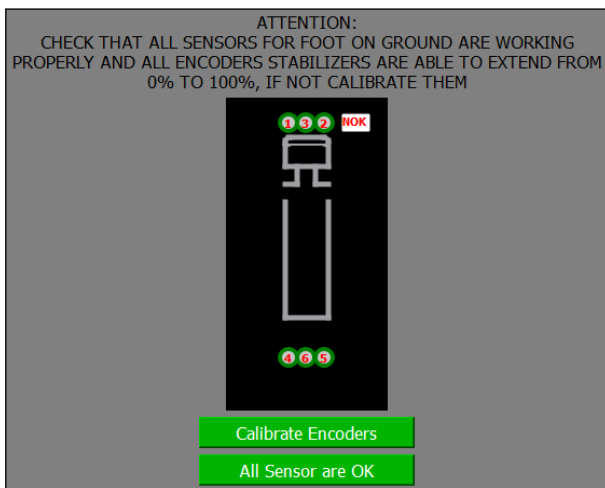 ATTENTION:
CHECK THAT ALL SENSORS FOR FOOT ON GROUND ARE WORKING
PROPERLY AND ALL ENCODERS STABILIZERS ARE ABLE TO EXTEND FROM
0% TO 100%, IF NOT CALIBRATE THEM
1 3 2 NOK
4 6 5
Calibrate Encoders
All Sensor are OK